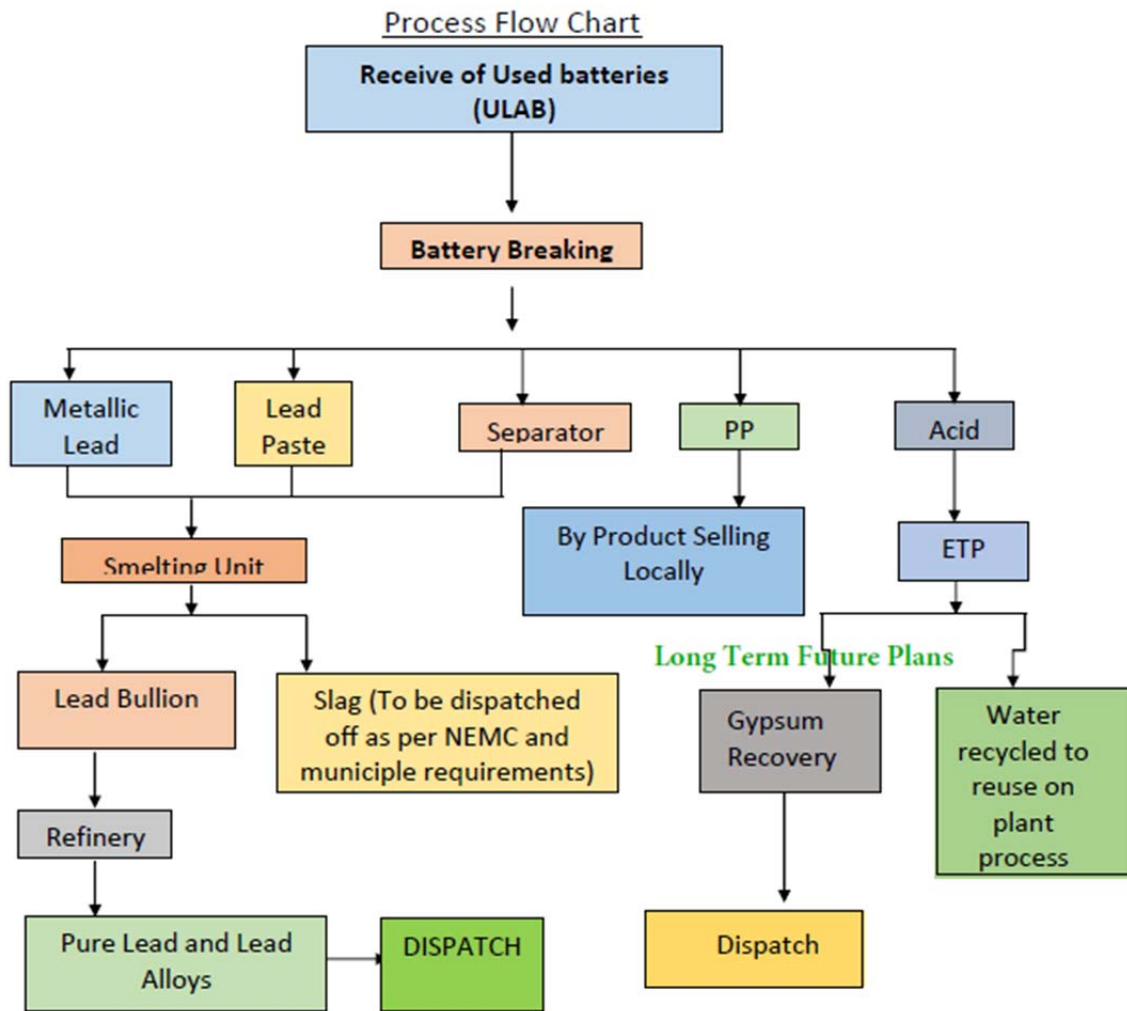 Process Flow Chart
Receive of Used batteries
(ULAB)
Battery Breaking
Metallic
Lead
Lead
Paste
Separator
PP
Acid
Smelting Unit
By Product Selling
Locally
ETP
Long Term Future Plans
Lead Bullion
Slag (To be dispatched
off as per NEMC and
municiple requirements)
Gypsum
Recovery
Water
recycled to
reuse on
plant
process
Refinery
Pure Lead and Lead
Alloys
DISPATCH
Dispatch